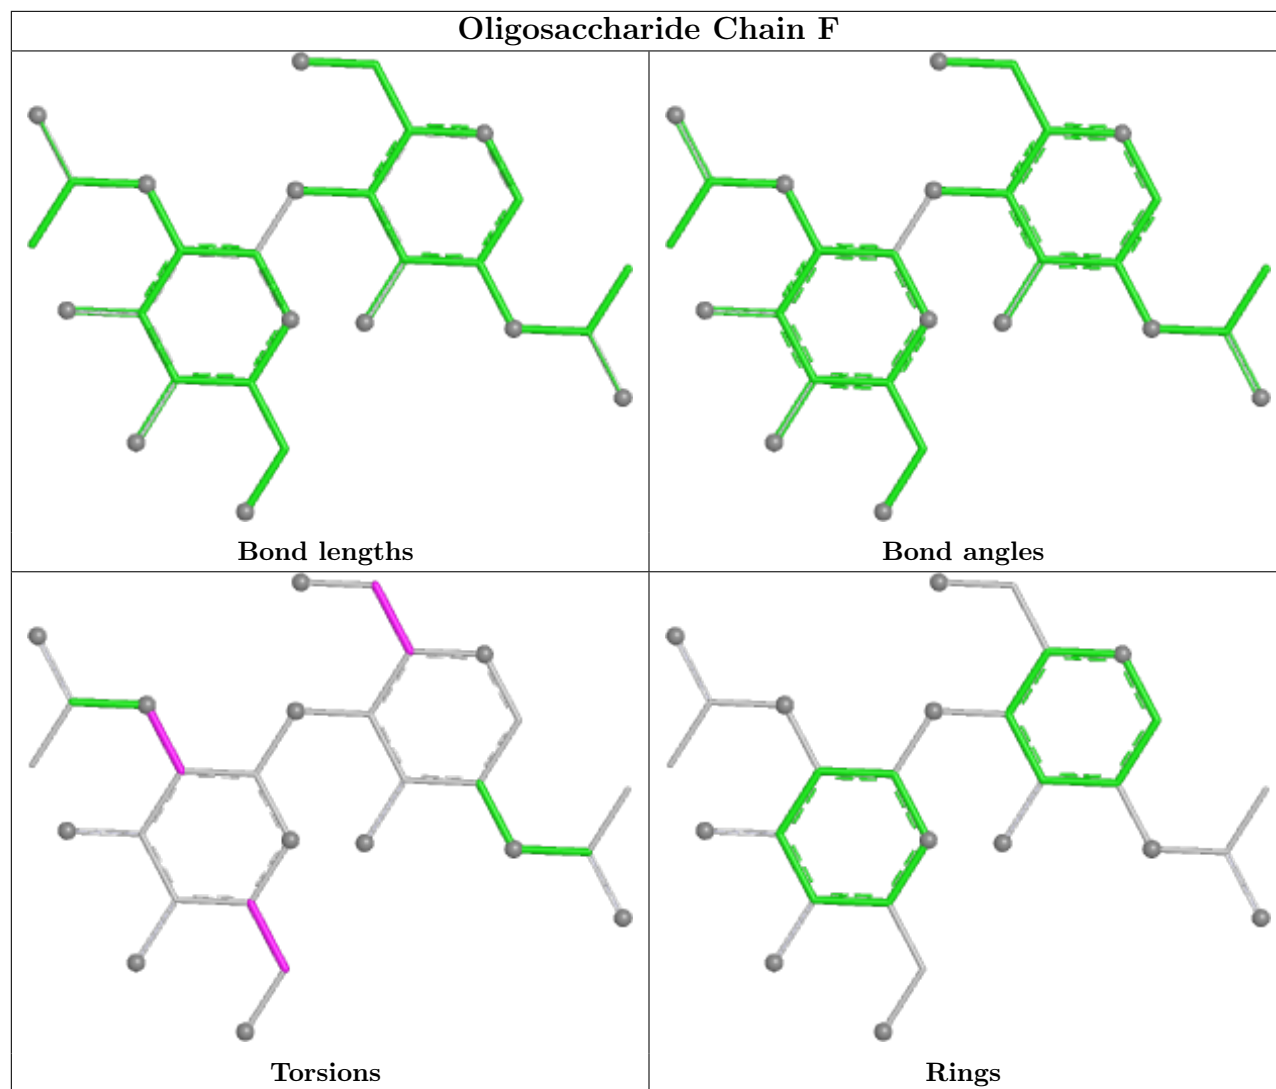 Oligosaccharide Chain F
Bond lengths
Bond angles
Torsions
Rings